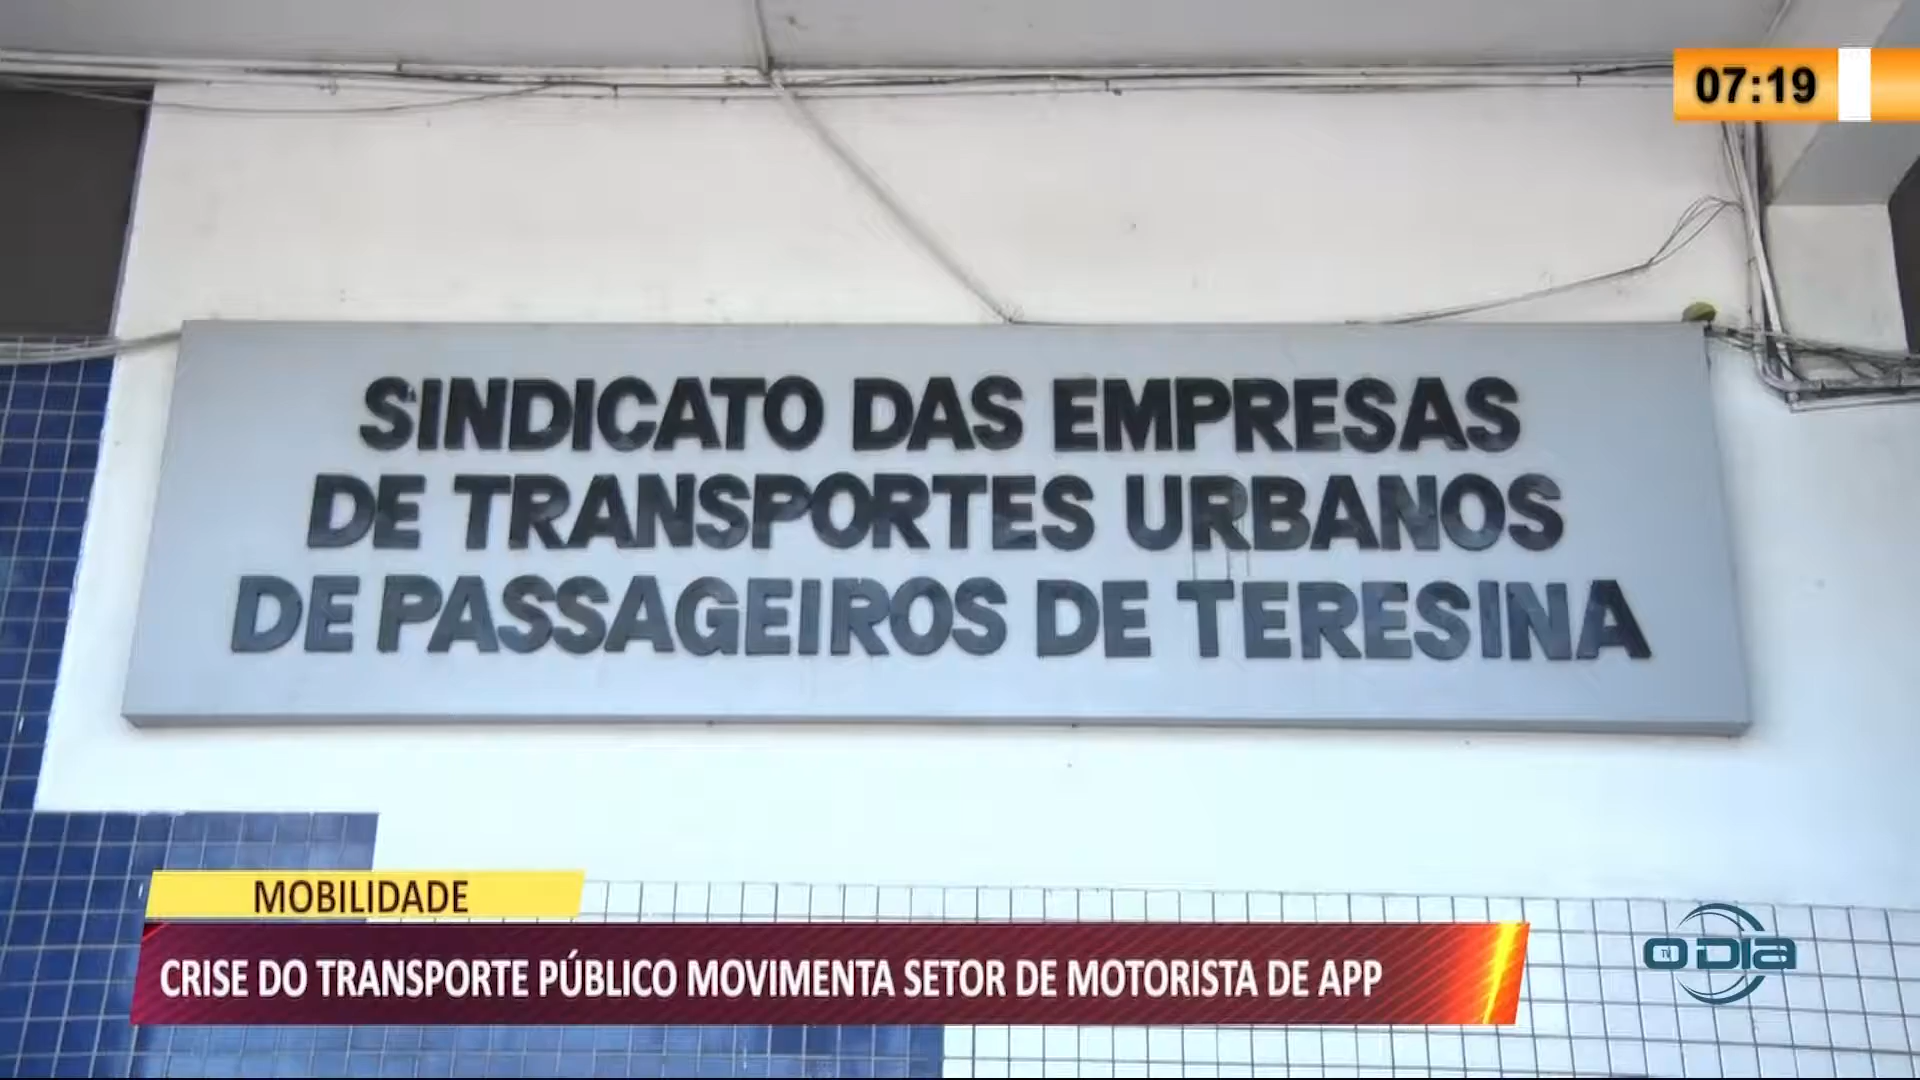 07:19
SINDICATO DAS EMPRESAS
DE TRANSPORTES URBANOS
DE PASSAGEIROS DE TERESINA
MOBILIDADE
CRISE DO TRANSPORTE PÚBLICO MOVIMENTA SETOR DE MOTORISTA DE APP
TV O DIA